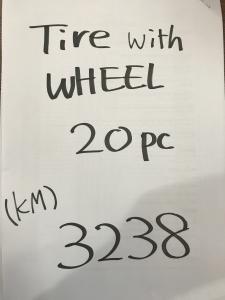 Tire with
WHEEL
20 pc
(KM)
3238